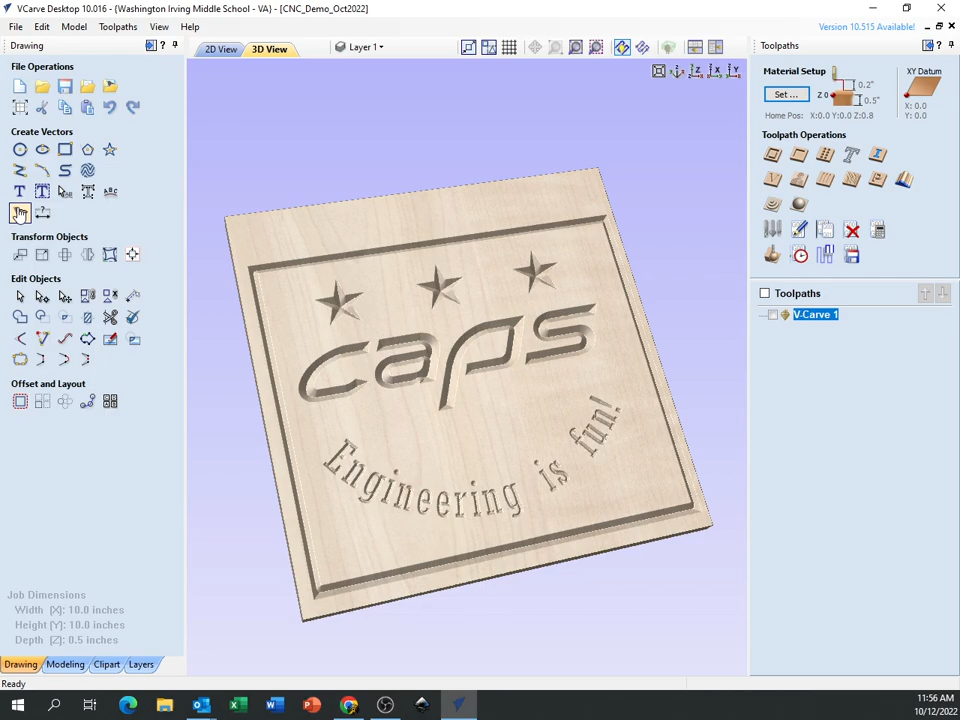 VCarve Desktop 10.016 - {Washington Irving Middle School - VA} - [CNC_Demo_Oct2022]
File Edit Model Toolpaths View Help
Version 10.515 Available!
Drawing
2D View 3D View
Layer 1
Toolpaths
File Operations
Create Vectors
Transform Objects
Edit Objects
Offset and Layout
Job Dimensions
Width [X]: 10.0 inches
Height [Y]: 10.0 inches
Depth [Z]: 0.5 inches
Drawing Modeling Clipart Layers
Ready
caps
Engineering is fun!
Material Setup
Set ...
Z 0
0.2"
0.5"
XY Datum
X: 0.0
Y: 0.0
Home Pos: X:0.0 Y:0.0 Z:0.8
Toolpath Operations
Toolpaths
V-Carve 1
11:56 AM
10/12/2022